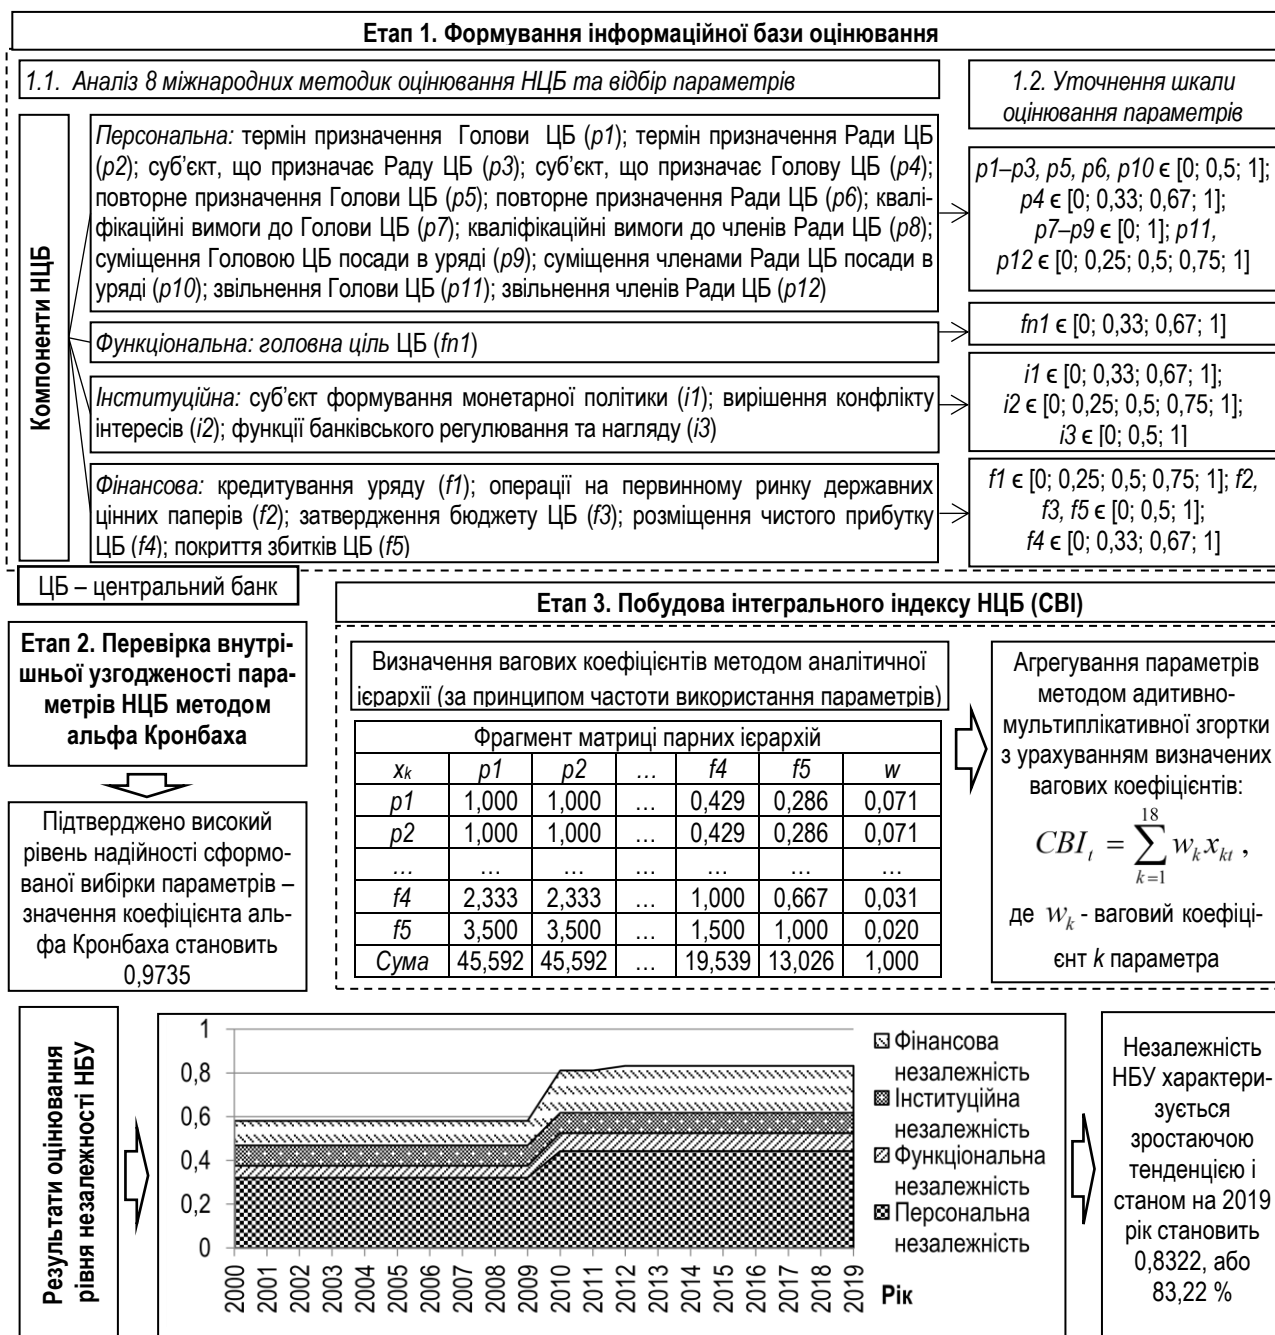 Етап 1. Формування інформаційної бази оцінювання
1.1. Аналіз 8 міжнародних методик оцінювання НЦБ та відбір параметрів
1.2. Уточнення шкали
оцінювання параметрів
Компоненти НЦБ
Персональна: термін призначення Голови ЦБ (p1); термін призначення Ради ЦБ
(p2); суб’єкт, що призначає Раду ЦБ (p3); суб’єкт, що призначає Голову ЦБ (p4);
повторне призначення Голови ЦБ (p5); повторне призначення Ради ЦБ (p6); квалі-
фікаційні вимоги до Голови ЦБ (p7); кваліфікаційні вимоги до членів Ради ЦБ (p8);
суміщення Головою ЦБ посади в уряді (p9); суміщення членами Ради ЦБ посади в
уряді (p10); звільнення Голови ЦБ (p11); звільнення членів Ради ЦБ (p12)
p1–p3, p5, p6, p10 є [0; 0,5; 1];
p4 є [0; 0,33; 0,67; 1];
p7–p9 є [0; 1]; p11,
p12 є [0; 0,25; 0,5; 0,75; 1]
Функціональна: головна ціль ЦБ (fn1)
fn1 є [0; 0,33; 0,67; 1]
Інституційна: суб’єкт формування монетарної політики (i1); вирішення конфлікту
інтересів (i2); функції банківського регулювання та нагляду (i3)
i1 є [0; 0,33; 0,67; 1];
i2 є [0; 0,25; 0,5; 0,75; 1];
i3 є [0; 0,5; 1]
Фінансова: кредитування уряду (f1); операції на первинному ринку державних
цінних паперів (f2); затвердження бюджету ЦБ (f3); розміщення чистого прибутку
ЦБ (f4); покриття збитків ЦБ (f5)
f1 є [0; 0,25; 0,5; 0,75; 1]; f2,
f3, f5 є [0; 0,5; 1];
f4 є [0; 0,33; 0,67; 1]
ЦБ – центральний банк
Етап 2. Перевірка внутрі-
шньої узгодженості пара-
метрів НЦБ методом
альфа Кронбаха
Підтверджено високий
рівень надійності сформо-
ваної вибірки параметрів –
значення коефіцієнта аль-
фа Кронбаха становить
0,9735
Етап 3. Побудова інтегрального індексу НЦБ (CBI)
Визначення вагових коефіцієнтів методом аналітичної
ієрархії (за принципом частоти використання параметрів)
Фрагмент матриці парних ієрархій
xk p1 p2 … f4 f5 w
p1 1,000 1,000 … 0,429 0,286 0,071
p2 1,000 1,000 … 0,429 0,286 0,071
… … … … … … …
f4 2,333 2,333 … 1,000 0,667 0,031
f5 3,500 3,500 … 1,500 1,000 0,020
Сума 45,592 45,592 … 19,539 13,026 1,000
Агрегування параметрів
методом адитивно-
мультиплікативної згортки
з урахуванням визначених
вагових коефіцієнтів:
CBI_t = \sum_{k=1}^{18} w_k x_{kt} ,
де w_k - ваговий коефіці-
єнт k параметра
Результати оцінювання
рівня незалежності НБУ
1
0,8
0,6
0,4
0,2
0
2000 2001 2002 2003 2004 2005 2006 2007 2008 2009 2010 2011 2012 2013 2014 2015 2016 2017 2018 2019
Рік
Фінансова
незалежність
Інституційна
незалежність
Функціональна
незалежність
Персональна
незалежність
Незалежність
НБУ характери-
зується
зростаючою
тенденцією і
станом на 2019
рік становить
0,8322, або
83,22 %